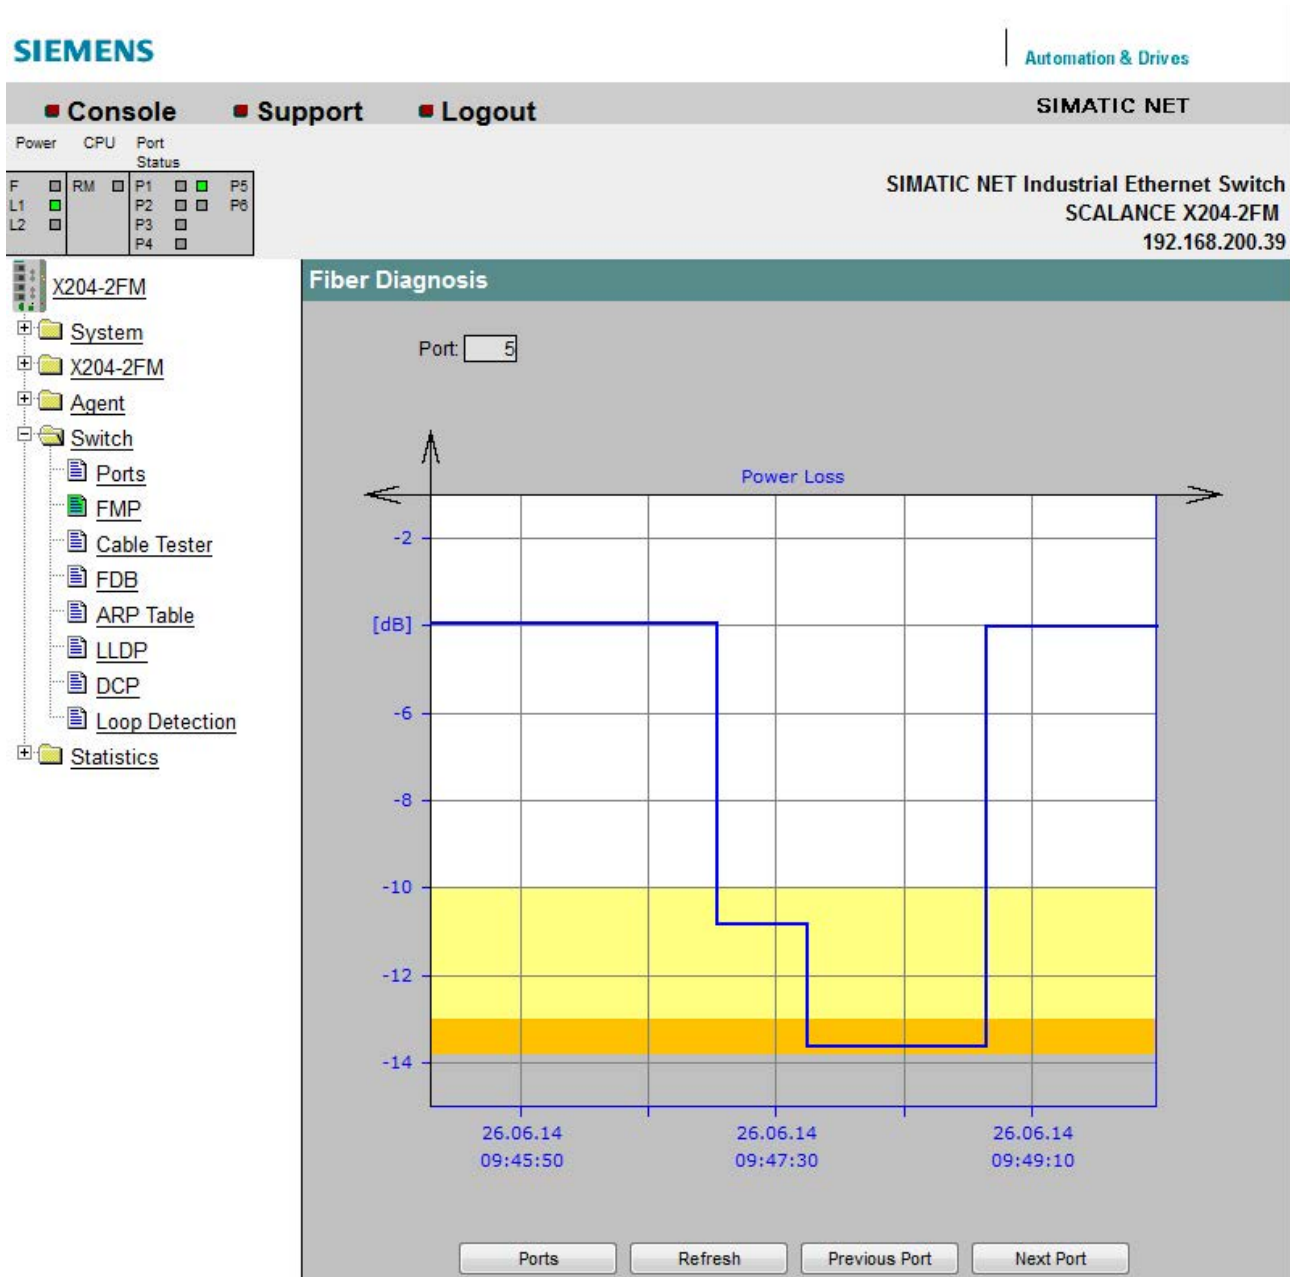 SIEMENS
Automation & Drives
Console Support Logout SIMATIC NET
Power CPU Port Status
F RM P1 P5
L1 P2 P6
L2 P3
P4
SIMATIC NET Industrial Ethernet Switch
SCALANCE X204-2FM
192.168.200.39
X204-2FM
System
X204-2FM
Agent
Switch
Ports
FMP
Cable Tester
FDB
ARP Table
LLDP
DCP
Loop Detection
Statistics
Fiber Diagnosis
Port: 5
Power Loss
-2
[dB]
-6
-8
-10
-12
-14
26.06.14 26.06.14 26.06.14
09:45:50 09:47:30 09:49:10
Ports Refresh Previous Port Next Port